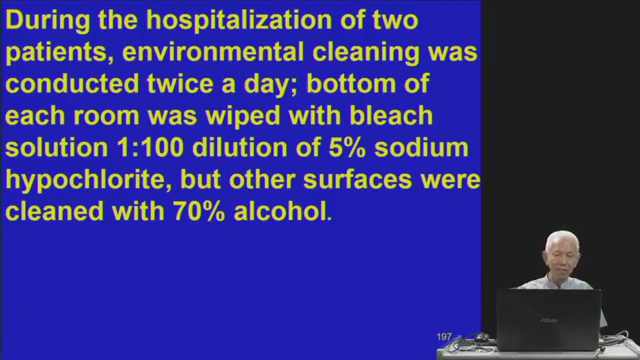 During the hospitalization of two
patients, environmental cleaning was
conducted twice a day; bottom of
each room was wiped with bleach
solution 1:100 dilution of 5% sodium
hypochlorite, but other surfaces were
cleaned with 70% alcohol.
197
ASUS